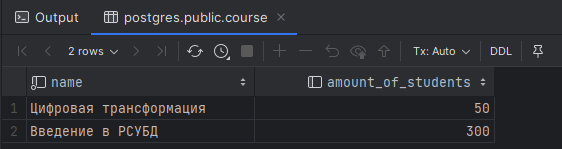 Output postgres.public.course
2 rows Tx: Auto DDL
name amount_of_students
1 Цифровая трансформация 50
2 Введение в РСУБД 300